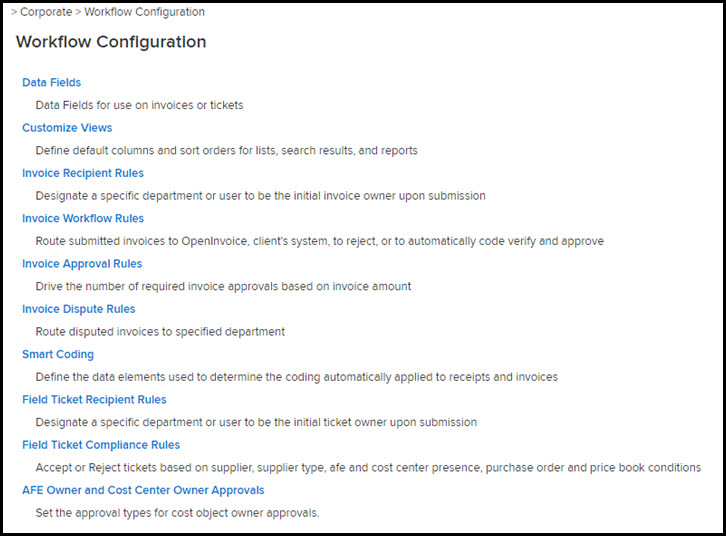 > Corporate > Workflow Configuration
Workflow Configuration
Data Fields
Data Fields for use on invoices or tickets
Customize Views
Define default columns and sort orders for lists, search results, and reports
Invoice Recipient Rules
Designate a specific department or user to be the initial invoice owner upon submission
Invoice Workflow Rules
Route submitted invoices to OpenInvoice, client's system, to reject, or to automatically code verify and approve
Invoice Approval Rules
Drive the number of required invoice approvals based on invoice amount
Invoice Dispute Rules
Route disputed invoices to specified department
Smart Coding
Define the data elements used to determine the coding automatically applied to receipts and invoices
Field Ticket Recipient Rules
Designate a specific department or user to be the initial ticket owner upon submission
Field Ticket Compliance Rules
Accept or Reject tickets based on supplier, supplier type, afe and cost center presence, purchase order and price book conditions
AFE Owner and Cost Center Owner Approvals
Set the approval types for cost object owner approvals.